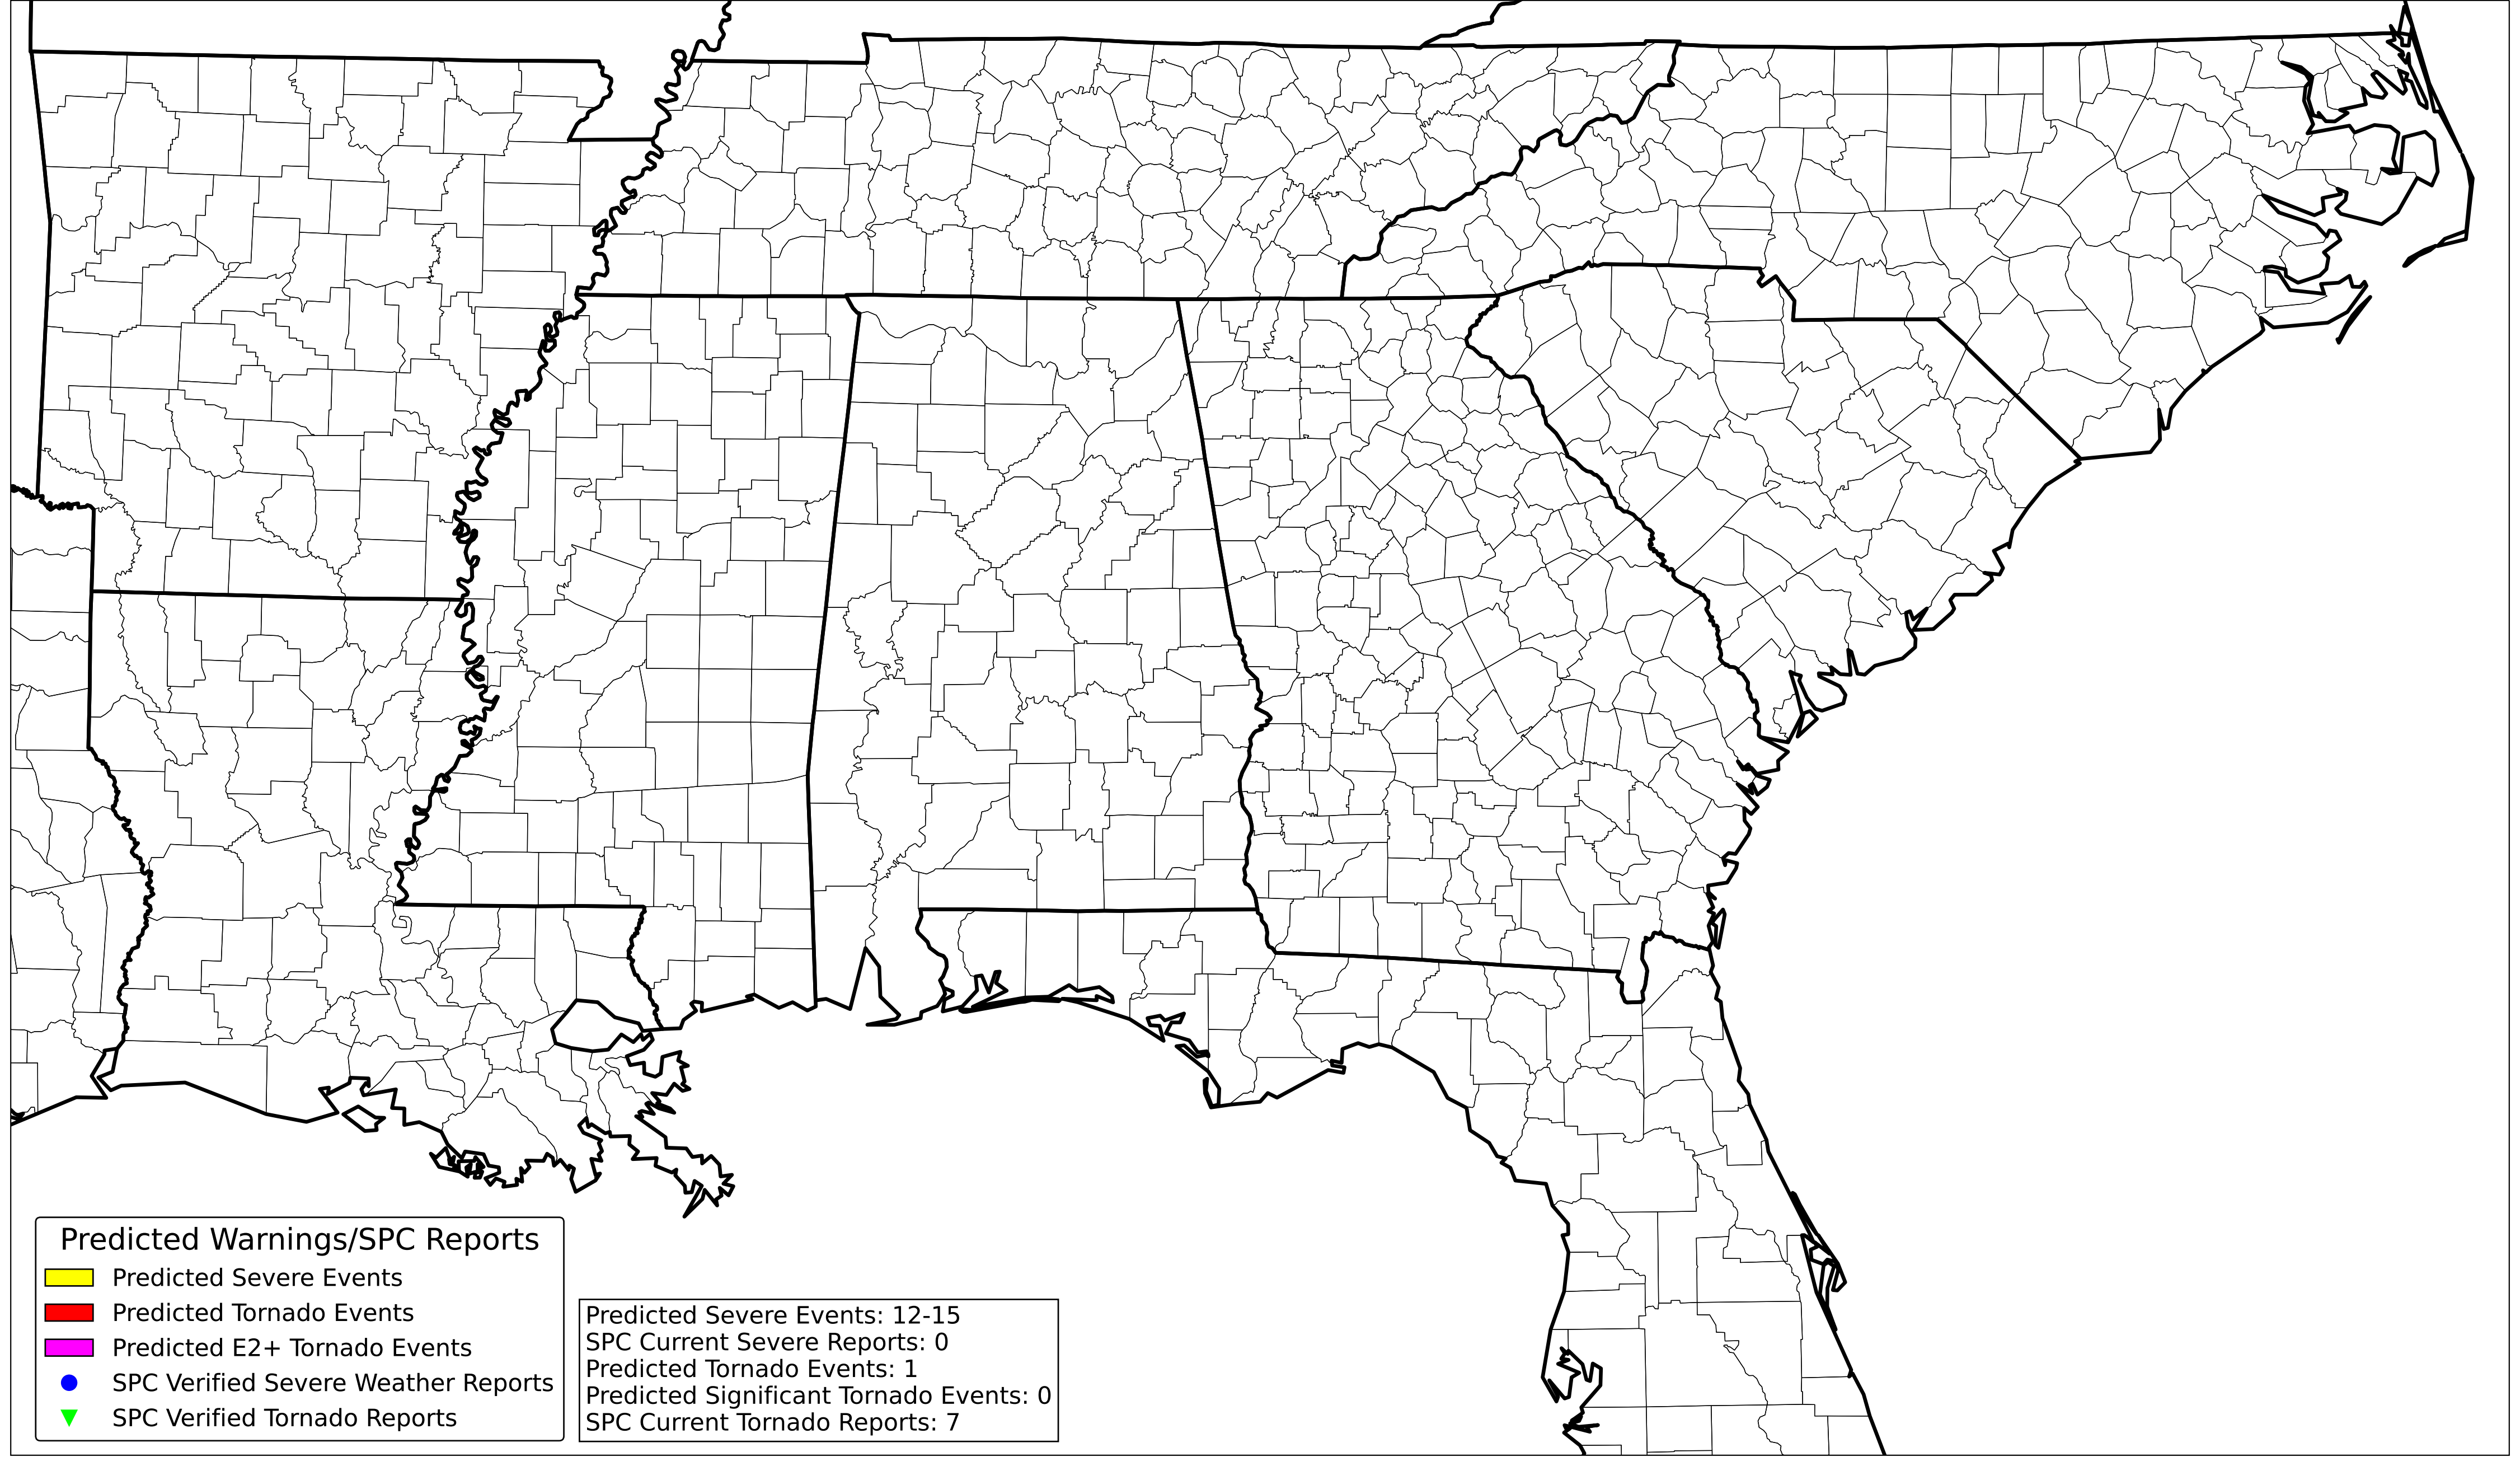 Predicted Warnings/SPC Reports
Predicted Severe Events
Predicted Tornado Events
Predicted E2+ Tornado Events
SPC Verified Severe Weather Reports
SPC Verified Tornado Reports
Predicted Severe Events: 12-15
SPC Current Severe Reports: 0
Predicted Tornado Events: 1
Predicted Significant Tornado Events: 0
SPC Current Tornado Reports: 7